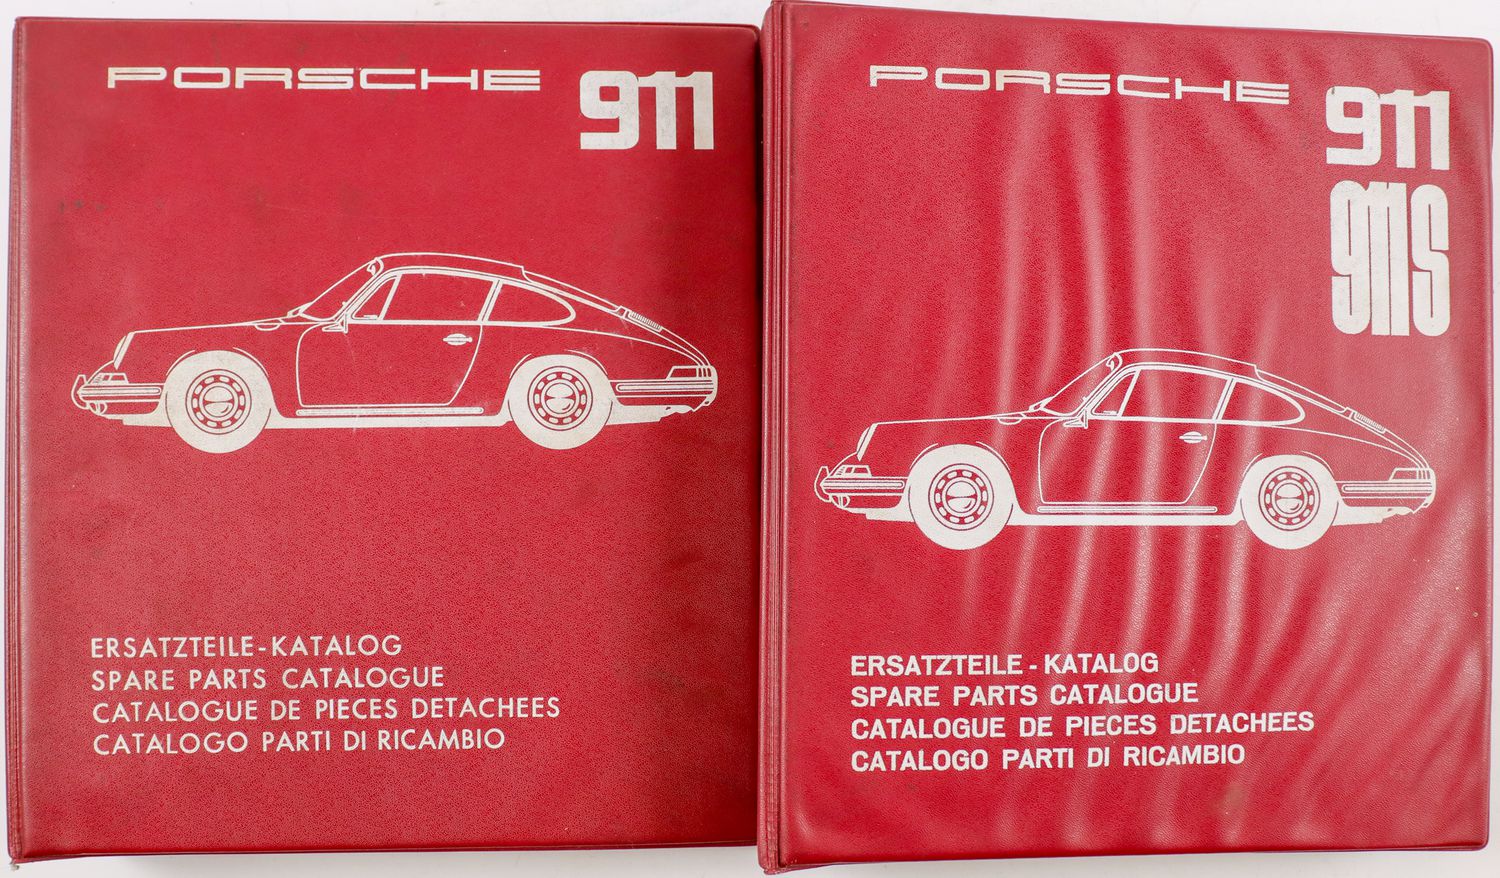 PORSCHE 911
ERSATZTEILE-KATALOG
SPARE PARTS CATALOGUE
CATALOGUE DE PIECES DETACHEES
CATALOGO PARTI DI RICAMBIO
PORSCHE 911
911S
ERSATZTEILE - KATALOG
SPARE PARTS CATALOGUE
CATALOGUE DE PIECES DETACHEES
CATALOGO PARTI DI RICAMBIO